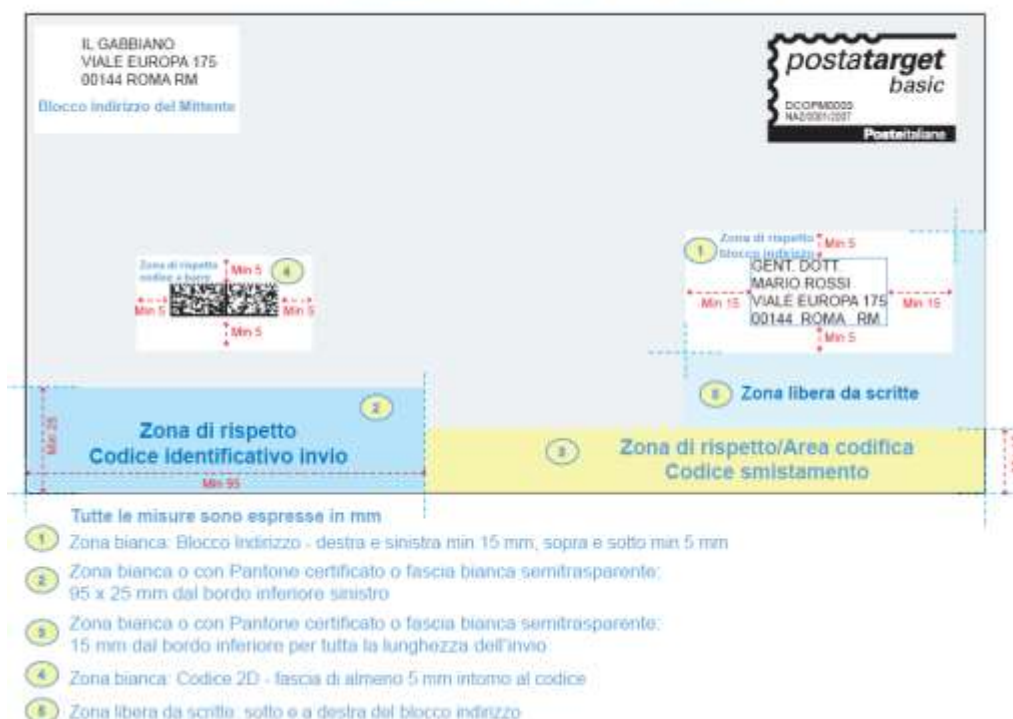 IL GABBIANO
VIALE EUROPA 175
00144 ROMA RM
Blocco indirizzo del Mittente
postatarget
basic
DCOPM0000
NAZ/0001/2007
Posteitaliane
Zona di rispetto
codice a barre
Min 5
4
Min 5
Min 5
Min 5
1
Zona di rispetto
Blocco indirizzo
Min 5
GENT. DOTT.
MARIO ROSSI
VIALE EUROPA 175
00144 ROMA RM
Min 15
Min 15
Min 5
5 Zona libera da scritte
2
Min 25
Zona di rispetto
Codice identificativo invio
Min 95
3
Zona di rispetto/Area codifica
Codice smistamento
Tutte le misure sono espresse in mm
1 Zona bianca: Blocco Indirizzo - destra e sinistra min 15 mm, sopra e sotto min 5 mm
2 Zona bianca o con Pantone certificato o fascia bianca semitrasparente:
95 x 25 mm dal bordo inferiore sinistro
3 Zona bianca o con Pantone certificato o fascia bianca semitrasparente:
15 mm dal bordo inferiore per tutta la lunghezza dell'invio
4 Zona bianca: Codice 2D - fascia di almeno 5 mm intorno al codice
5 Zona libera da scritte: sotto e a destra del blocco indirizzo